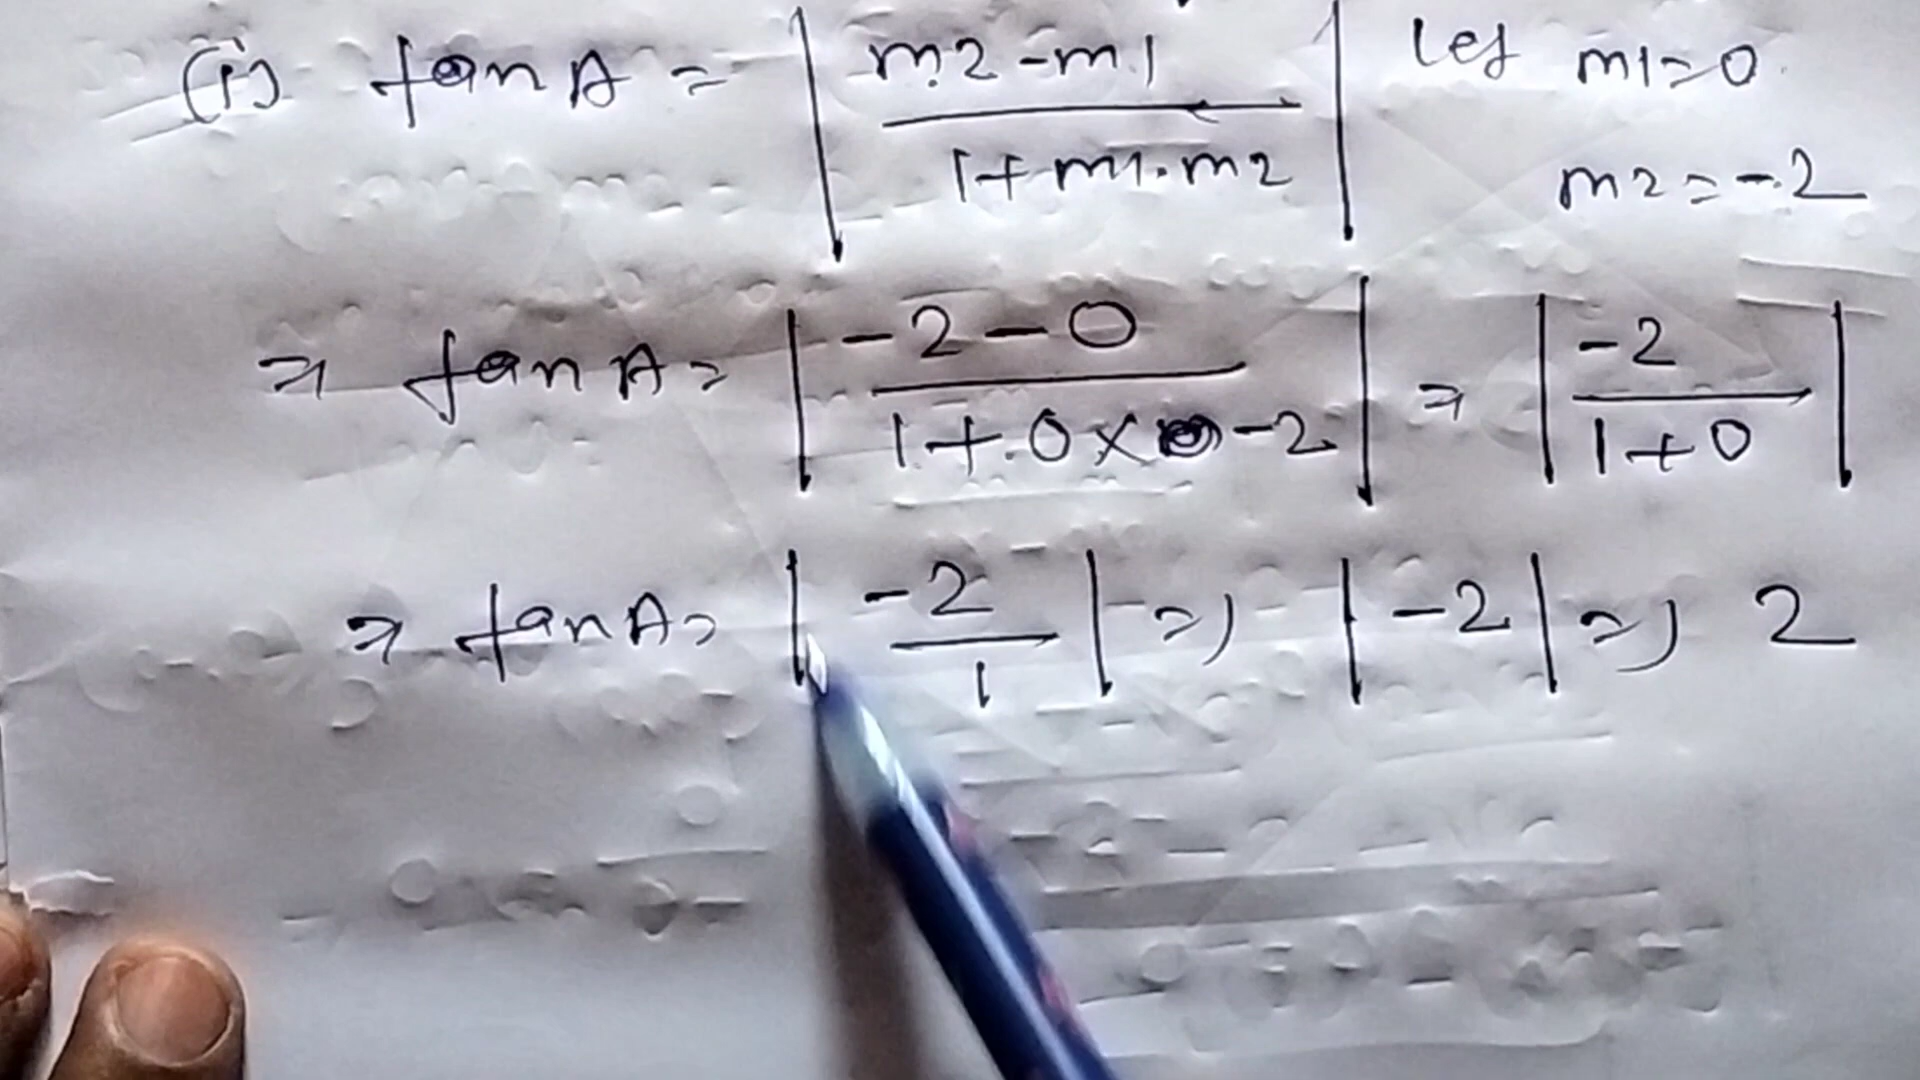 (i) tan A = | m2 - m1 / 1 + m1.m2 | Let m1 = 0
m2 = -2
⇒ tan A = | -2 - 0 / 1 + 0 × -2 | ⇒ | -2 / 1 + 0 |
⇒ tan A = | -2 / 1 | ⇒ | -2 | ⇒ 2